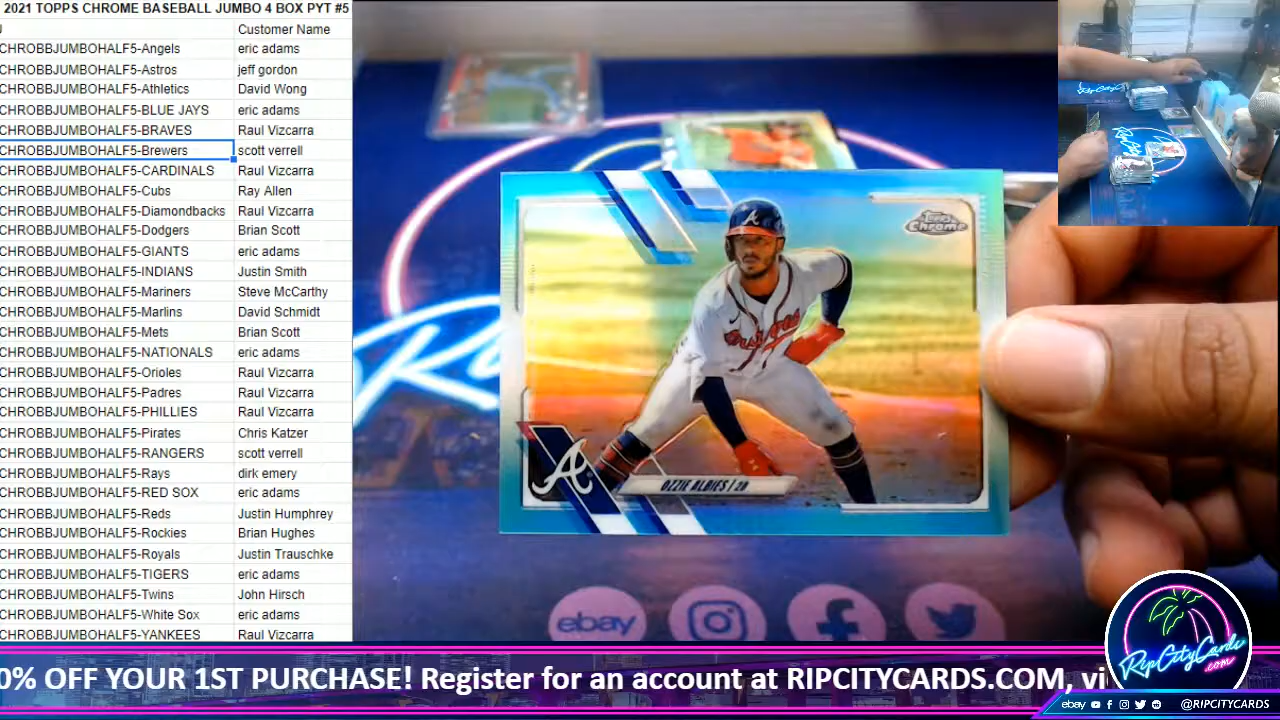 2021 TOPPS CHROME BASEBALL JUMBO 4 BOX PYT #5
Customer Name
CHROBBJUMBOHALF5-Angels eric adams
CHROBBJUMBOHALF5-Astros jeff gordon
CHROBBJUMBOHALF5-Athletics David Wong
CHROBBJUMBOHALF5-BLUE JAYS eric adams
CHROBBJUMBOHALF5-BRAVES Raul Vizcarra
CHROBBJUMBOHALF5-Brewers scott verrell
CHROBBJUMBOHALF5-CARDINALS Raul Vizcarra
CHROBBJUMBOHALF5-Cubs Ray Allen
CHROBBJUMBOHALF5-Diamondbacks Raul Vizcarra
CHROBBJUMBOHALF5-Dodgers Brian Scott
CHROBBJUMBOHALF5-GIANTS eric adams
CHROBBJUMBOHALF5-INDIANS Justin Smith
CHROBBJUMBOHALF5-Mariners Steve McCarthy
CHROBBJUMBOHALF5-Marlins David Schmidt
CHROBBJUMBOHALF5-Mets Brian Scott
CHROBBJUMBOHALF5-NATIONALS eric adams
CHROBBJUMBOHALF5-Orioles Raul Vizcarra
CHROBBJUMBOHALF5-Padres Raul Vizcarra
CHROBBJUMBOHALF5-PHILLIES Raul Vizcarra
CHROBBJUMBOHALF5-Pirates Chris Katzer
CHROBBJUMBOHALF5-RANGERS scott verrell
CHROBBJUMBOHALF5-Rays dirk emery
CHROBBJUMBOHALF5-RED SOX eric adams
CHROBBJUMBOHALF5-Reds Justin Humphrey
CHROBBJUMBOHALF5-Rockies Brian Hughes
CHROBBJUMBOHALF5-Royals Justin Trauschke
CHROBBJUMBOHALF5-TIGERS eric adams
CHROBBJUMBOHALF5-Twins John Hirsch
CHROBBJUMBOHALF5-White Sox eric adams
CHROBBJUMBOHALF5-YANKEES Raul Vizcarra
Topps Chrome
A
Braves
A
OZZIE ALBIES / 2B
ebay
RipCityCards
.com
0% OFF YOUR 1ST PURCHASE! Register for an account at RIPCITYCARDS.COM, vi
ebay @RIPCITYCARDS